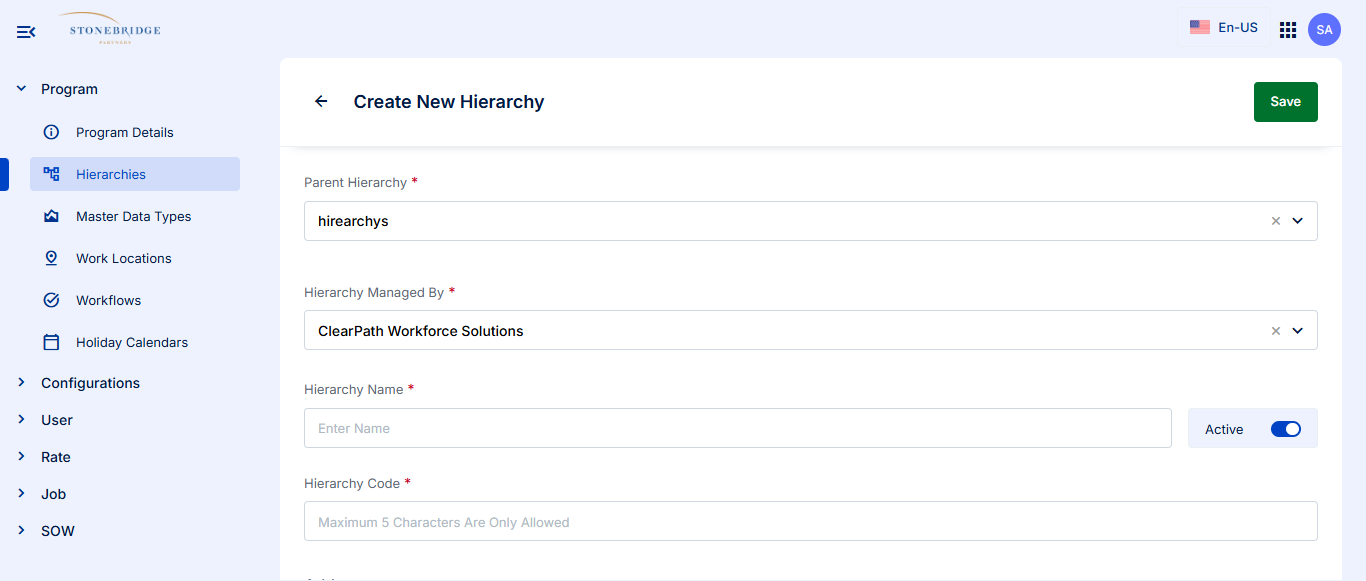 STONEBRIDGE
PARTNERS
En-US
SA
Program
Program Details
Hierarchies
Master Data Types
Work Locations
Workflows
Holiday Calendars
Configurations
User
Rate
Job
SOW
Create New Hierarchy
Save
Parent Hierarchy *
hirearchys
Hierarchy Managed By *
ClearPath Workforce Solutions
Hierarchy Name *
Enter Name
Active
Hierarchy Code *
Maximum 5 Characters Are Only Allowed